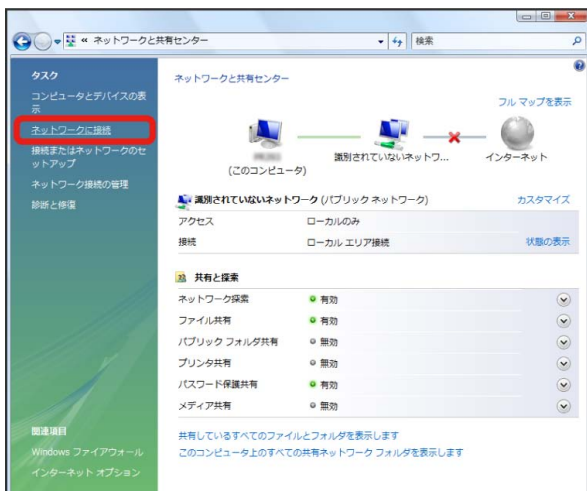 « ネットワークと共有センター
検索
タスク
コンピュータとデバイスの表
示
ネットワークに接続
接続またはネットワークのセ
ットアップ
ネットワーク接続の管理
診断と修復
ネットワークと共有センター
フル マップを表示
(このコンピュータ)
識別されていないネットワ...
インターネット
識別されていないネットワーク (パブリック ネットワーク)
カスタマイズ
アクセス ローカルのみ
接続 ローカル エリア接続 状態の表示
共有と探索
ネットワーク探索 有効
ファイル共有 有効
パブリック フォルダ共有 無効
プリンタ共有 無効
パスワード保護共有 有効
メディア共有 無効
共有しているすべてのファイルとフォルダを表示します
このコンピュータ上のすべての共有ネットワーク フォルダを表示します
関連項目
Windows ファイアウォール
インターネット オプション